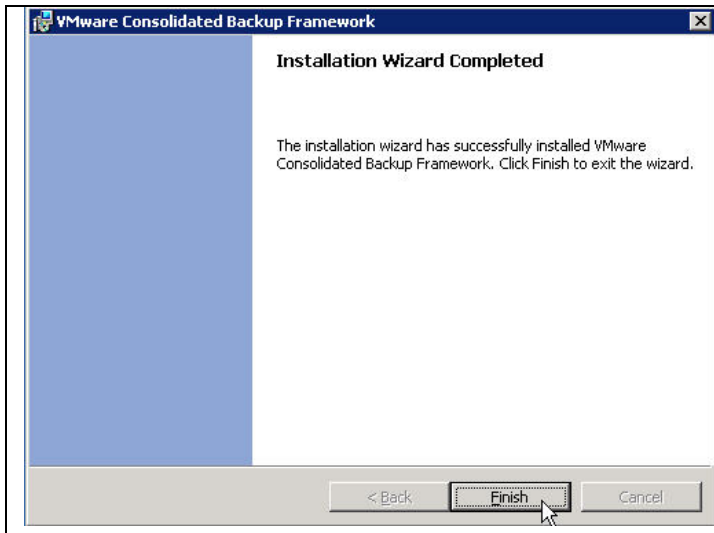 VMware Consolidated Backup Framework
Installation Wizard Completed
The installation wizard has successfully installed VMware
Consolidated Backup Framework. Click Finish to exit the wizard.
< Back Finish Cancel